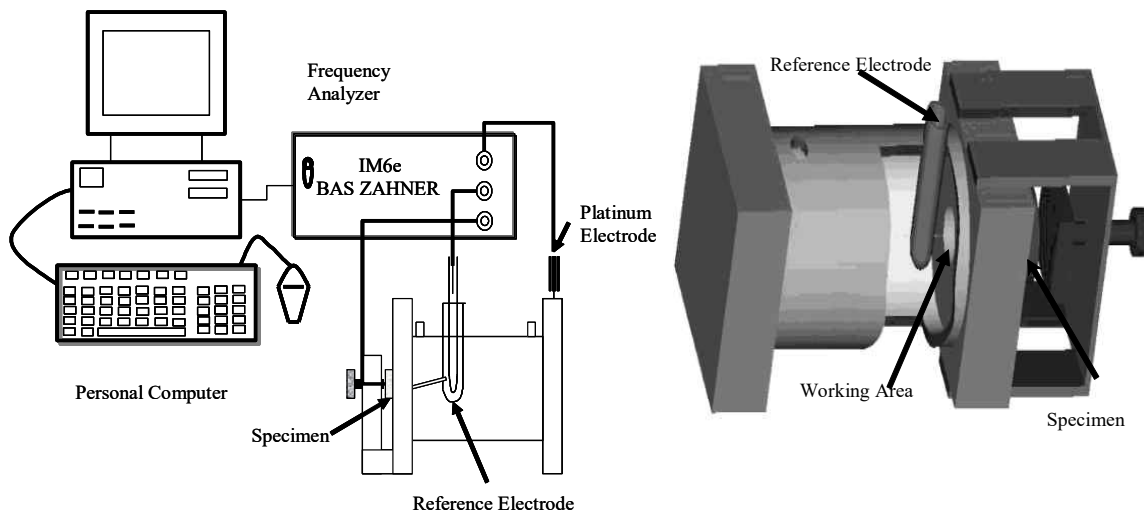 Frequency
Analyzer
IM6e
BAS ZAHNER
Platinum
Electrode
Personal Computer
Specimen
Reference Electrode
Reference Electrode
Working Area
Specimen